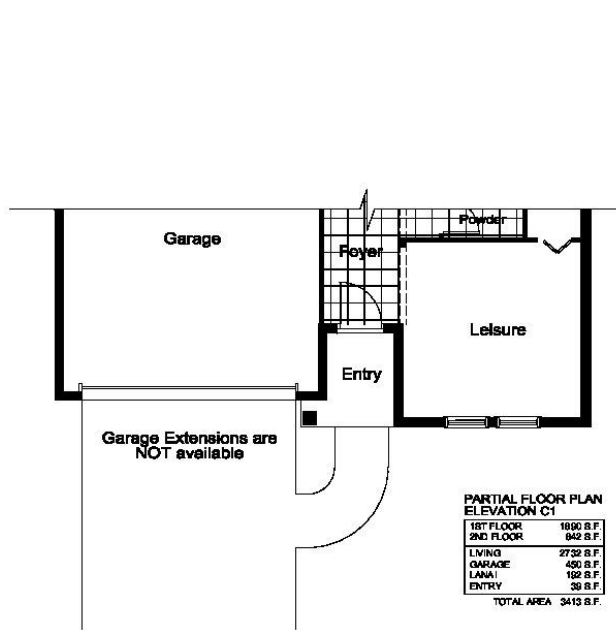 Powder
Garage
Foyer
Leisure
Entry
Garage Extensions are
NOT available
PARTIAL FLOOR PLAN
ELEVATION C1
1ST FLOOR 1890 S.F.
2ND FLOOR 842 S.F.
LIVING 2732 S.F.
GARAGE 450 S.F.
LANAI 192 S.F.
ENTRY 39 S.F.
TOTAL AREA 3413 S.F.